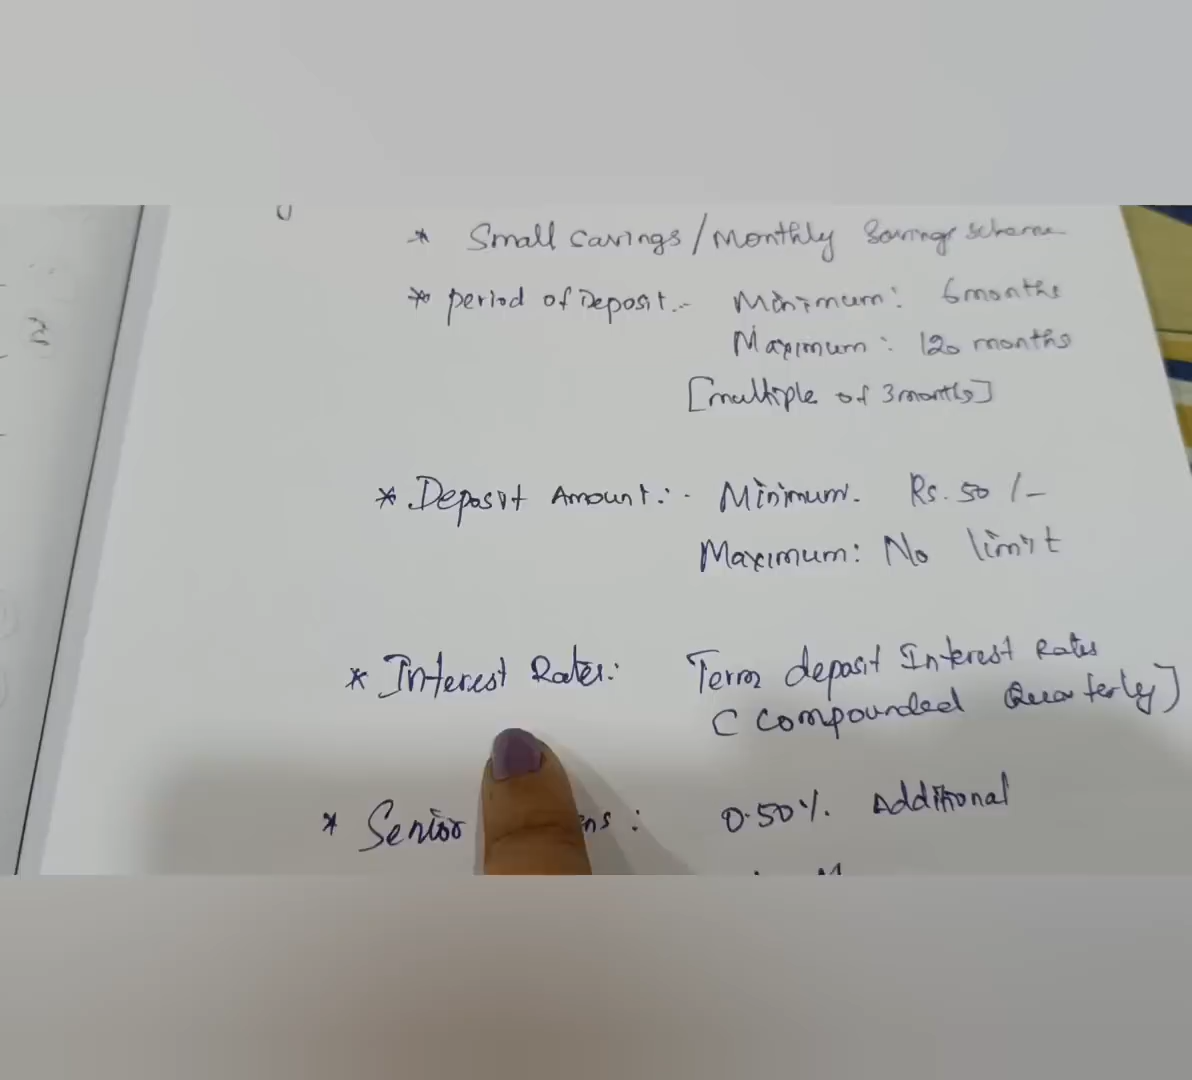 * Small Savings/Monthly Savings scheme
* period of Deposit:- Minimum: 6 months
Maximum: 120 months
[multiple of 3 months]
* Deposit Amount:- Minimum. Rs. 50/-
Maximum: No limit
* Interest Rates: Term deposit Interest Rates
( compounded Quarterly]
* Senior ns: 0.50%. Additional